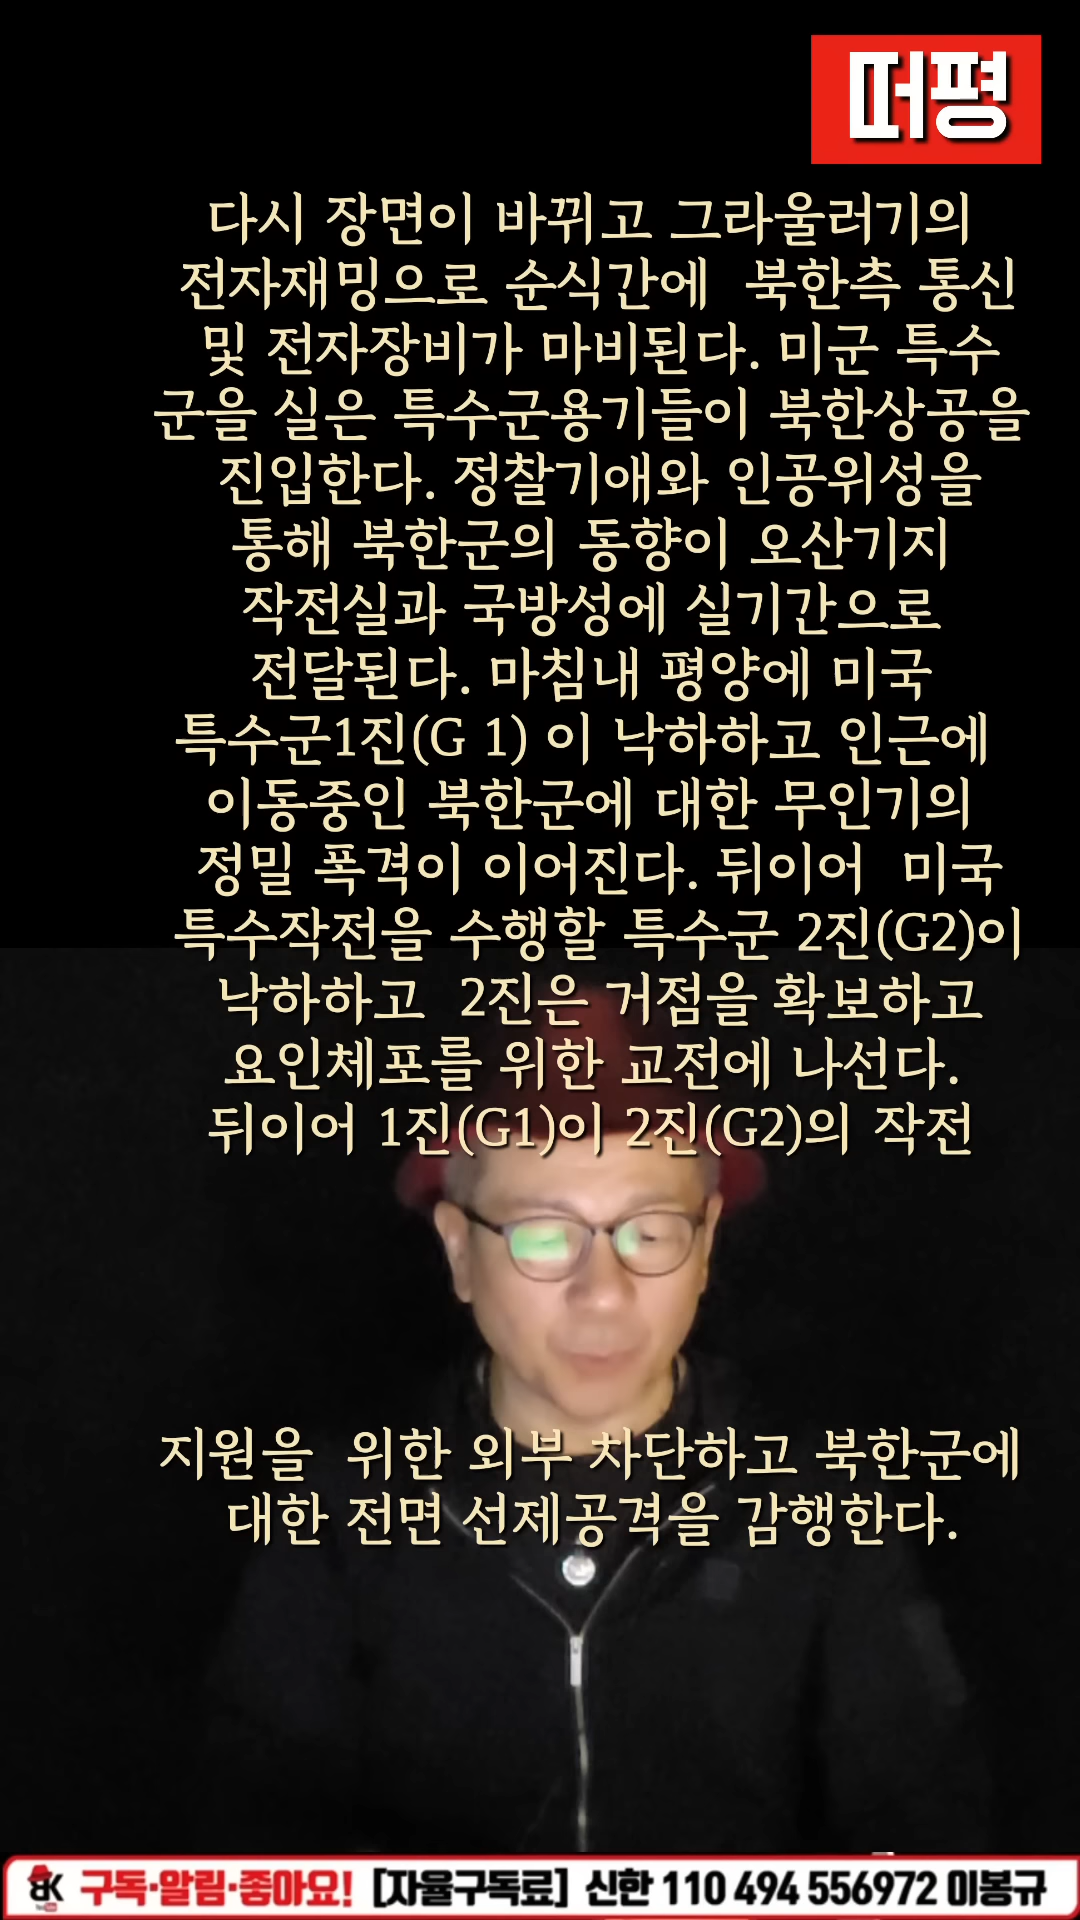 떠평
다시 장면이 바뀌고 그라울러기의
전자재밍으로 순식간에 북한측 통신
및 전자장비가 마비된다. 미군 특수
군을 실은 특수군용기들이 북한상공을
진입한다. 정찰기애와 인공위성을
통해 북한군의 동향이 오산기지
작전실과 국방성에 실기간으로
전달된다. 마침내 평양에 미국
특수군1진(G 1) 이 낙하하고 인근에
이동중인 북한군에 대한 무인기의
정밀 폭격이 이어진다. 뒤이어 미국
특수작전을 수행할 특수군 2진(G2)이
낙하하고 2진은 거점을 확보하고
요인체포를 위한 교전에 나선다.
뒤이어 1진(G1)이 2진(G2)의 작전
지원을 위한 외부 차단하고 북한군에
대한 전면 선제공격을 감행한다.
BK 구독·알림·좋아요! [자율구독료] 신한 110 494 556972 이봉규